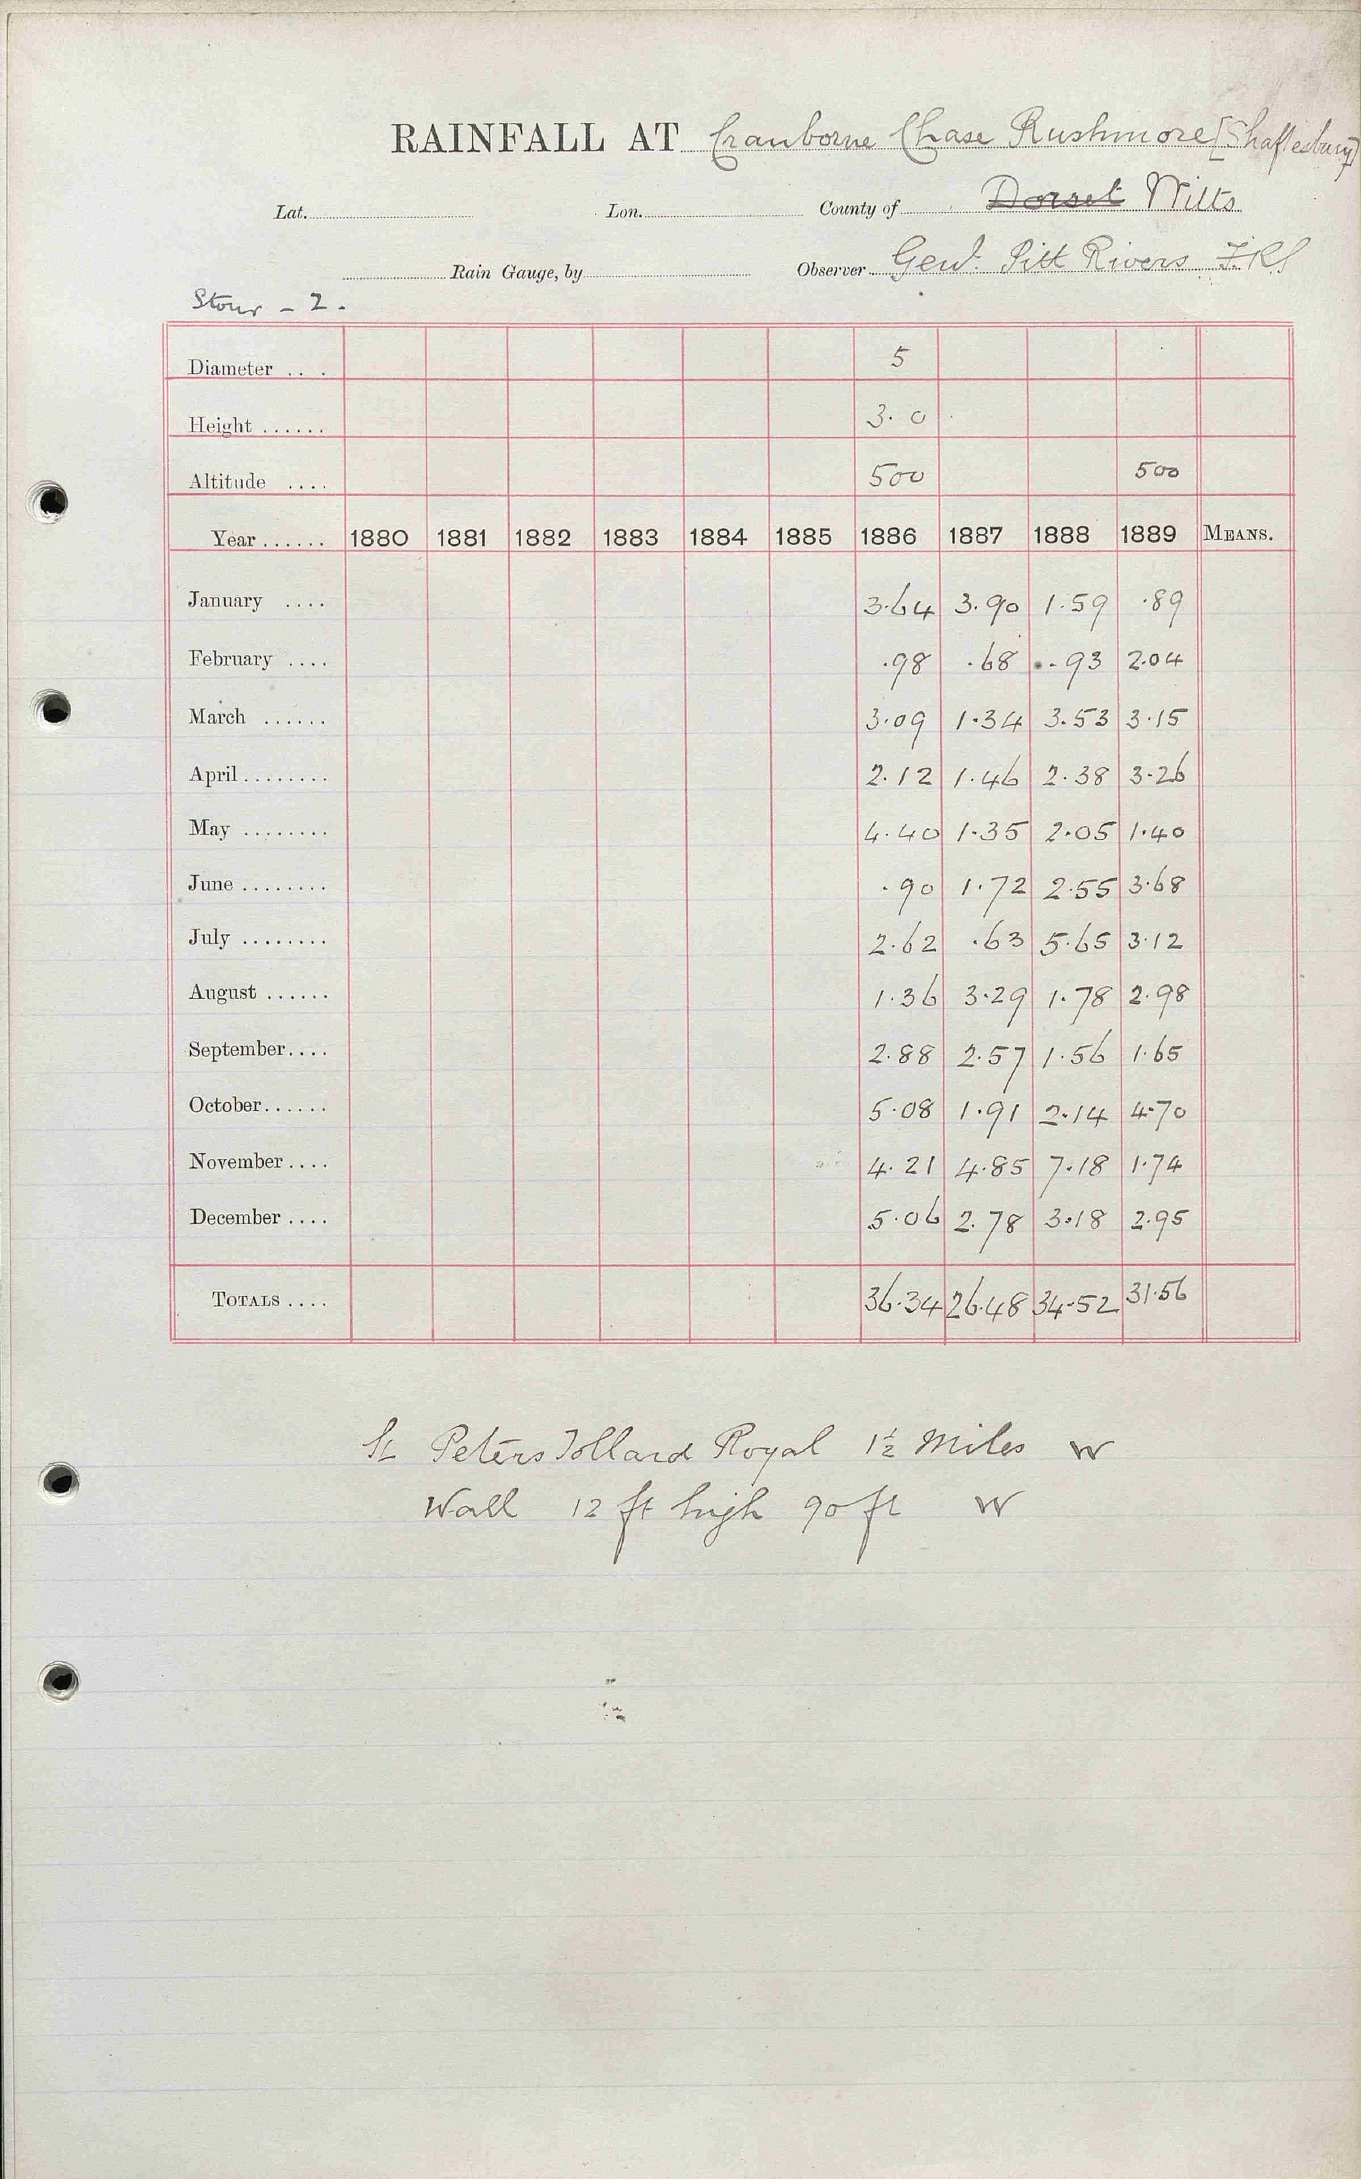 RAINFALL AT Cranborne Chase Rushmore [Shaftesbury]
Lat. Lon. County of Dorset Wilts
Rain Gauge, by Observer Genl. Pitt Rivers F.R.S
Stour - 2.
Diameter ... 5
Height ...... 3. 0
Altitude .... 500 500
Year ...... 1880 1881 1882 1883 1884 1885 1886 1887 1888 1889 MEANS.
January .... 3.64 3.90 1.59 .89
February .... .98 .68 .93 2.04
March ...... 3.09 1.34 3.53 3.15
April ........ 2.12 1.46 2.38 3.26
May ........ 4.40 1.35 2.05 1.40
June ........ .90 1.72 2.55 3.68
July ........ 2.62 .63 5.65 3.12
August ...... 1.36 3.29 1.78 2.98
September.... 2.88 2.57 1.56 1.65
October...... 5.08 1.91 2.14 4.70
November.... 4.21 4.85 7.18 1.74
December .... 5.06 2.78 3.18 2.95
TOTALS .... 36.34 26.48 34.52 31.56
St Peters Tollard Royal 1½ Miles W
Wall 12 ft high 90 ft W